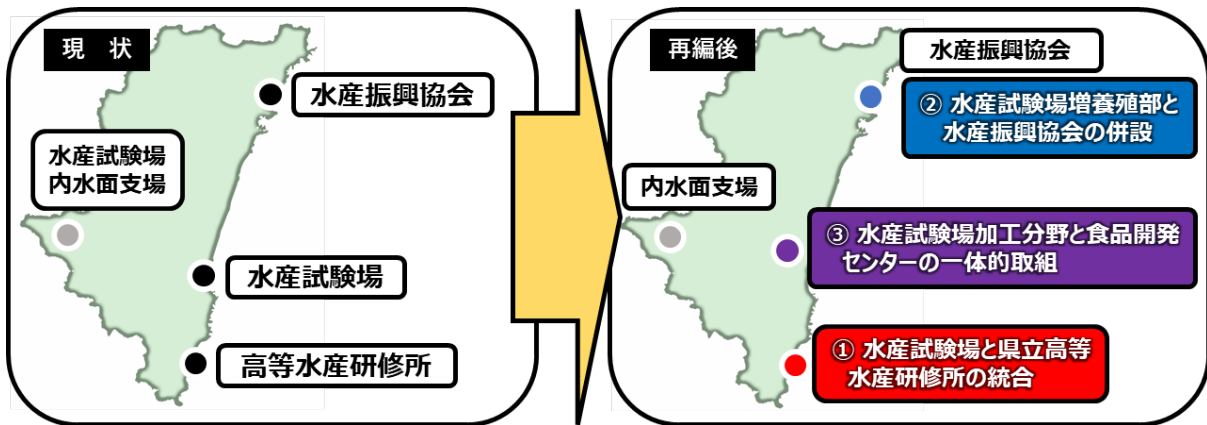 現 状
水産振興協会
水産試験場
内水面支場
水産試験場
高等水産研修所
再編後
水産振興協会
② 水産試験場増養殖部と
水産振興協会の併設
内水面支場
③ 水産試験場加工分野と食品開発
センターの一体的取組
① 水産試験場と県立高等
水産研修所の統合